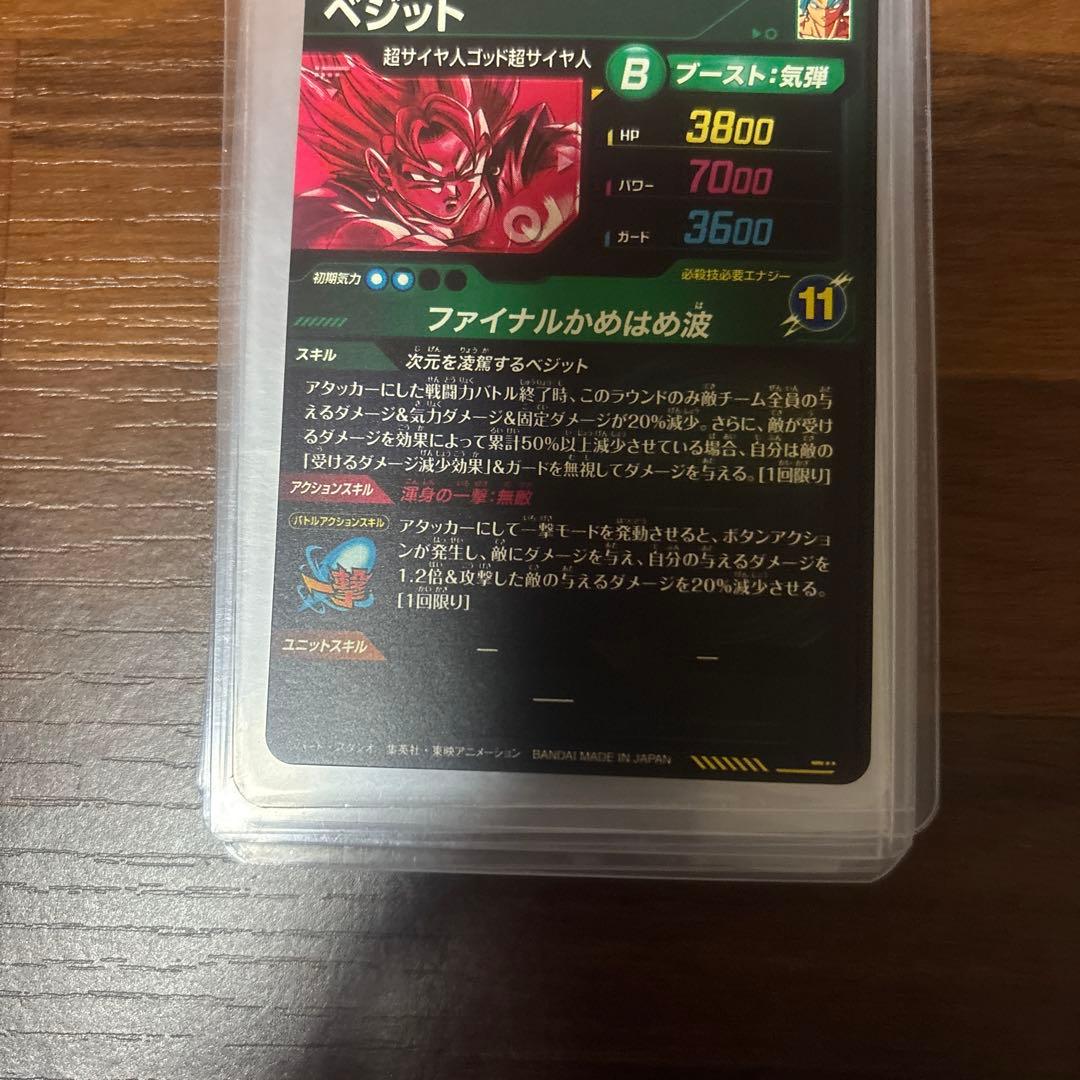 ベジット
超サイヤ人ゴッド超サイヤ人
B ブースト:気弾
HP 3800
パワー 7000
ガード 3600
初期気力
必殺技必要エナジー
11
ファイナルかめはめ波
スキル 次元を凌駕するベジット
アタッカーにした戦闘力バトル終了時、このラウンドのみ敵チーム全員の与
えるダメージ&気力ダメージ&固定ダメージが20%減少。さらに、敵が受け
るダメージを効果によって累計50%以上減少させている場合、自分は敵の
「受けるダメージ減少効果」&ガードを無視してダメージを与える。[1回限り]
アクションスキル 渾身の一撃:無敵
バトルアクションスキル
一撃
アタッカーにして一撃モードを発動させると、ボタンアクショ
ンが発生し、敵にダメージを与え、自分の与えるダメージを
1.2倍&攻撃した敵の与えるダメージを20%減少させる。
[1回限り]
ユニットスキル
バード・スタジオ 集英社・東映アニメーション BANDAI MADE IN JAPAN